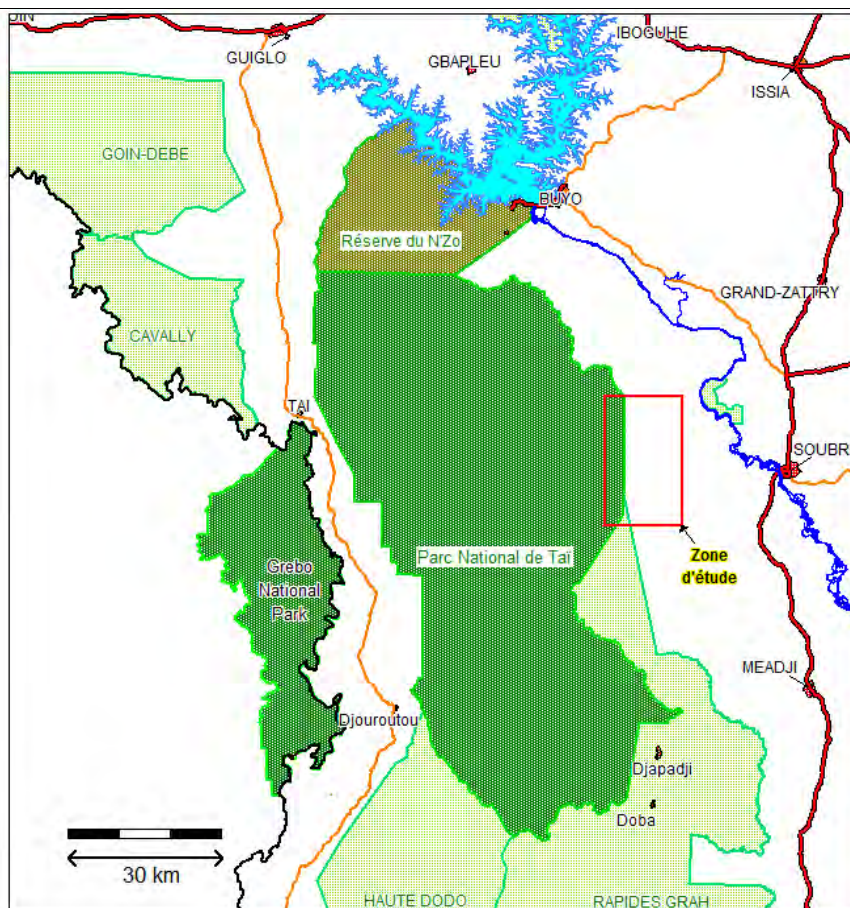 GUIGLO
GBAPLEU
IBOGUHE
ISSIA
GOIN-DEBE
BUYO
Réserve du N'Zo
GRAND-ZATTRY
CAVALLY
TAI
SOUBR
Parc National de Taï
Zone
d'étude
Grebo
National
Park
MEADJI
Djouroutou
Djapadji
Doba
30 km
HAUTE DODO
RAPIDES GRAH